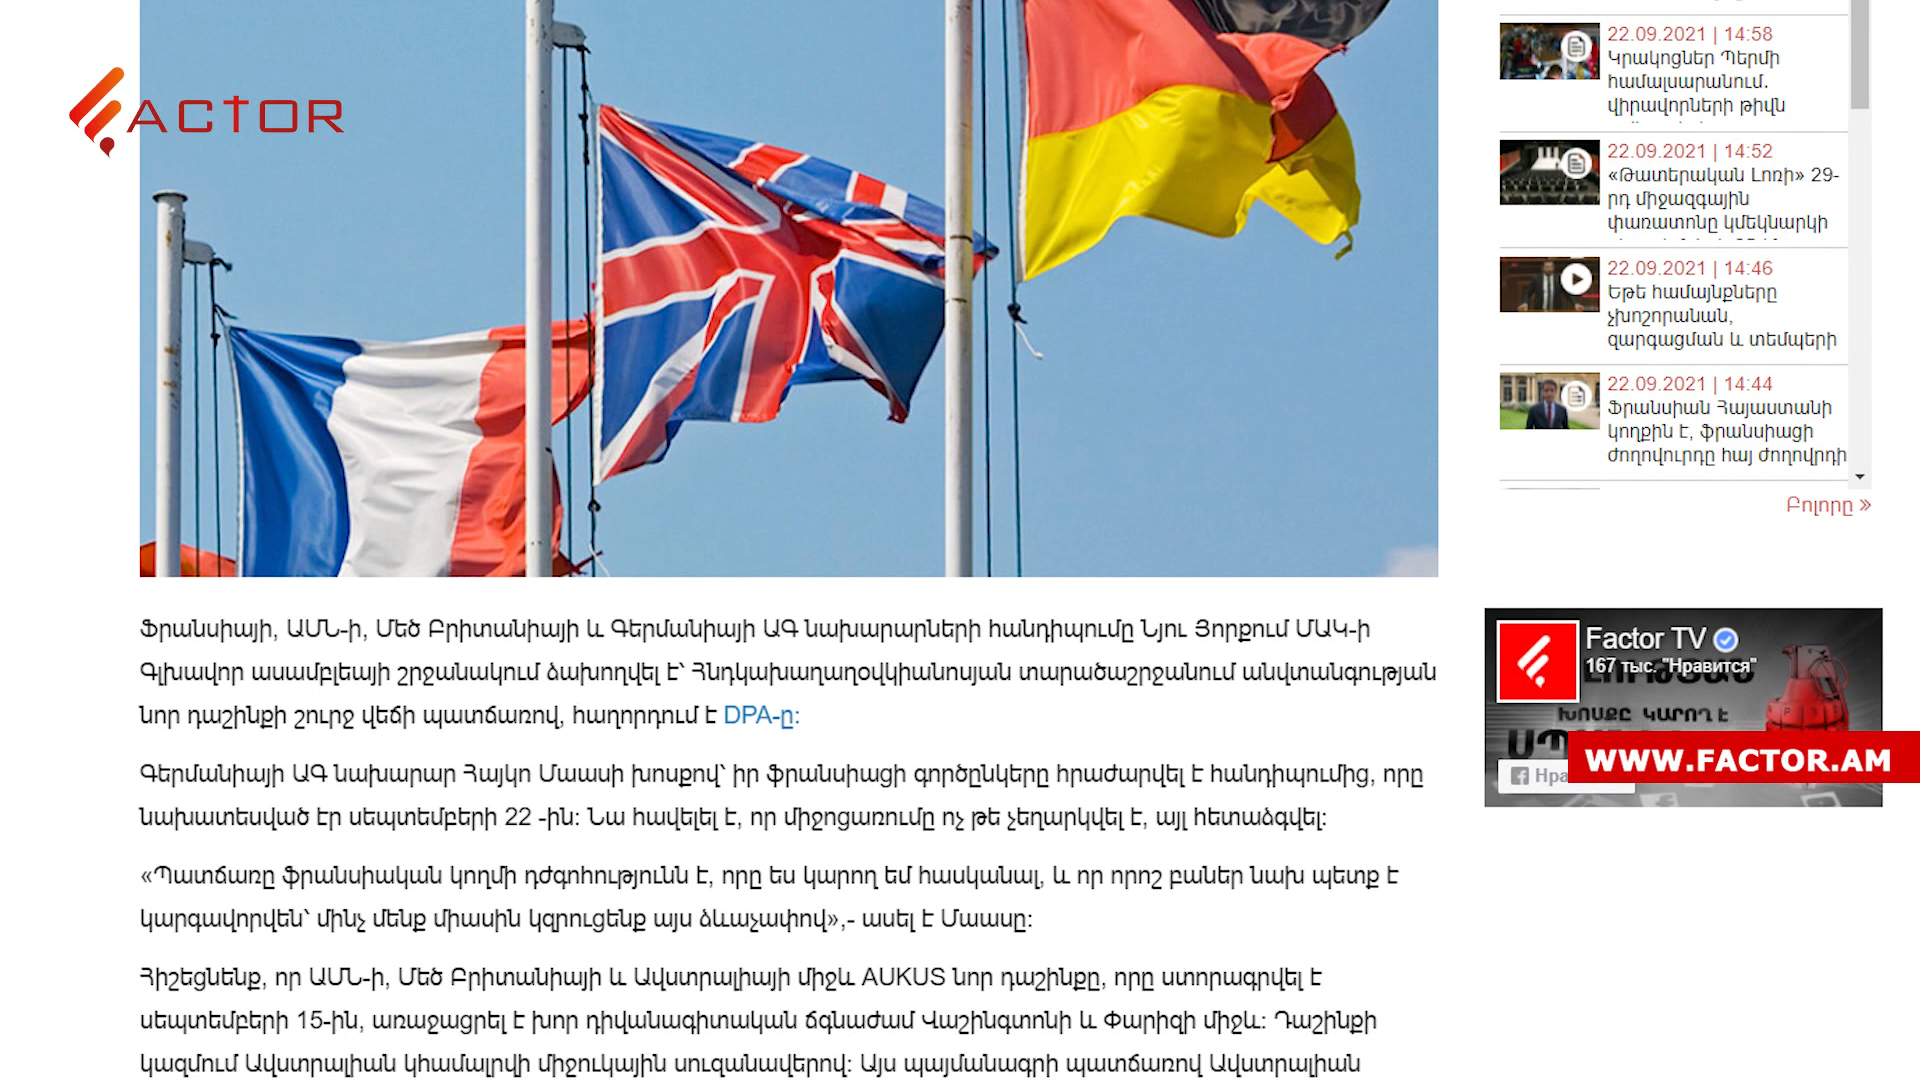 FACTOR
22.09.2021 | 14:58
Կրակոցներ Պերմի
համալսարանում.
վիրավորների թիվն
22.09.2021 | 14:52
«Թատերական Լոռի» 29-
րդ միջազգային
փառատոնը կմեկնարկի
22.09.2021 | 14:46
Եթե համայնքները
չխոշորանան,
զարգացման և տեմպերի
22.09.2021 | 14:44
Ֆրանսիան Հայաստանի
կողքին է, ֆրանսիացի
ժողովուրդը հայ ժողովրդի
Բոլորը »
Ֆրանսիայի, ԱՄՆ-ի, Մեծ Բրիտանիայի և Գերմանիայի ԱԳ նախարարների հանդիպումը Նյու Յորքում ՄԱԿ-ի
Գլխավոր ասամբլեայի շրջանակում ձախողվել է՝ Հնդկախաղաղօվկիանոսյան տարածաշրջանում անվտանգության
նոր դաշինքի շուրջ վեճի պատճառով, հաղորդում է DPA-ը:
Գերմանիայի ԱԳ նախարար Հայկո Մաասի խոսքով՝ իր ֆրանսիացի գործընկերը հրաժարվել է հանդիպումից, որը
նախատեսված էր սեպտեմբերի 22 -ին: Նա հավելել է, որ միջոցառումը ոչ թե չեղարկվել է, այլ հետաձգվել:
«Պատճառը ֆրանսիական կողմի դժգոհությունն է, որը ես կարող եմ հասկանալ, և որ որոշ բաներ նախ պետք է
կարգավորվեն՝ մինչ մենք միասին կզրուցենք այս ձևաչափով»,- ասել է Մաասը:
Հիշեցնենք, որ ԱՄՆ-ի, Մեծ Բրիտանիայի և Ավստրալիայի միջև AUKUS նոր դաշինքը, որը ստորագրվել է
սեպտեմբերի 15-ին, առաջացրել է խոր դիվանագիտական ճգնաժամ Վաշինգտոնի և Փարիզի միջև: Դաշինքի
կազմում Ավստրալիան կհամալրվի միջուկային սուզանավերով: Այս պայմանագրի պատճառով Ավստրալիան
Factor TV
167 тыс. "Нравится"
ԽՈՍՔԸ ԿԱՐՈՂ Է
WWW.FACTOR.AM